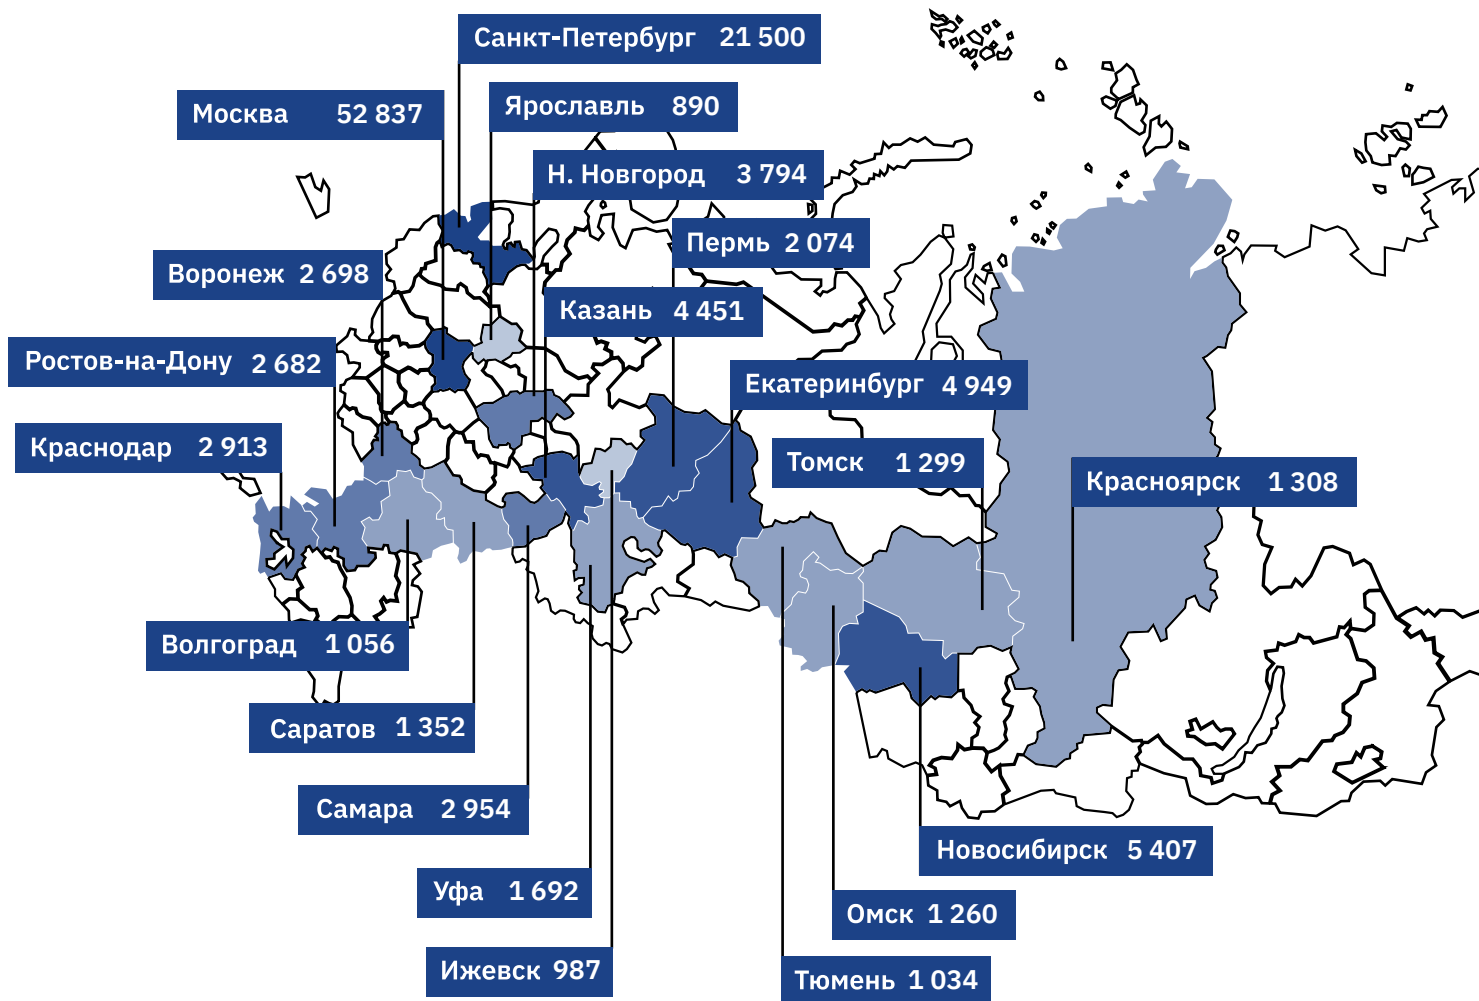 Санкт-Петербург 21 500
Москва 52 837
Ярославль 890
Н. Новгород 3 794
Пермь 2 074
Воронеж 2 698
Казань 4 451
Ростов-на-Дону 2 682
Екатеринбург 4 949
Краснодар 2 913
Томск 1 299
Красноярск 1 308
Волгоград 1 056
Саратов 1 352
Самара 2 954
Новосибирск 5 407
Уфа 1 692
Омск 1 260
Ижевск 987
Тюмень 1 034